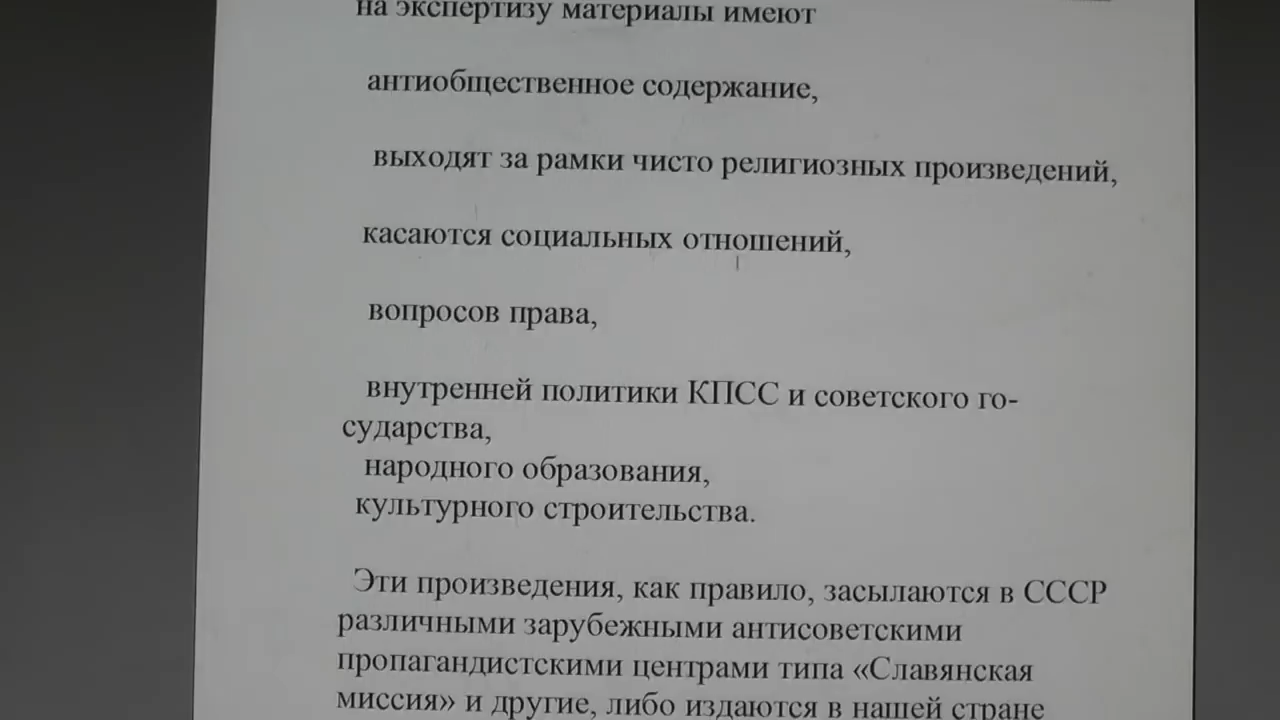 на экспертизу материалы имеют
антиобщественное содержание,
выходят за рамки чисто религиозных произведений,
касаются социальных отношений,
вопросов права,
внутренней политики КПСС и советского го-
сударства,
народного образования,
культурного строительства.
Эти произведения, как правило, засылаются в СССР
различными зарубежными антисоветскими
пропагандистскими центрами типа «Славянская
миссия» и другие, либо издаются в нашей стране